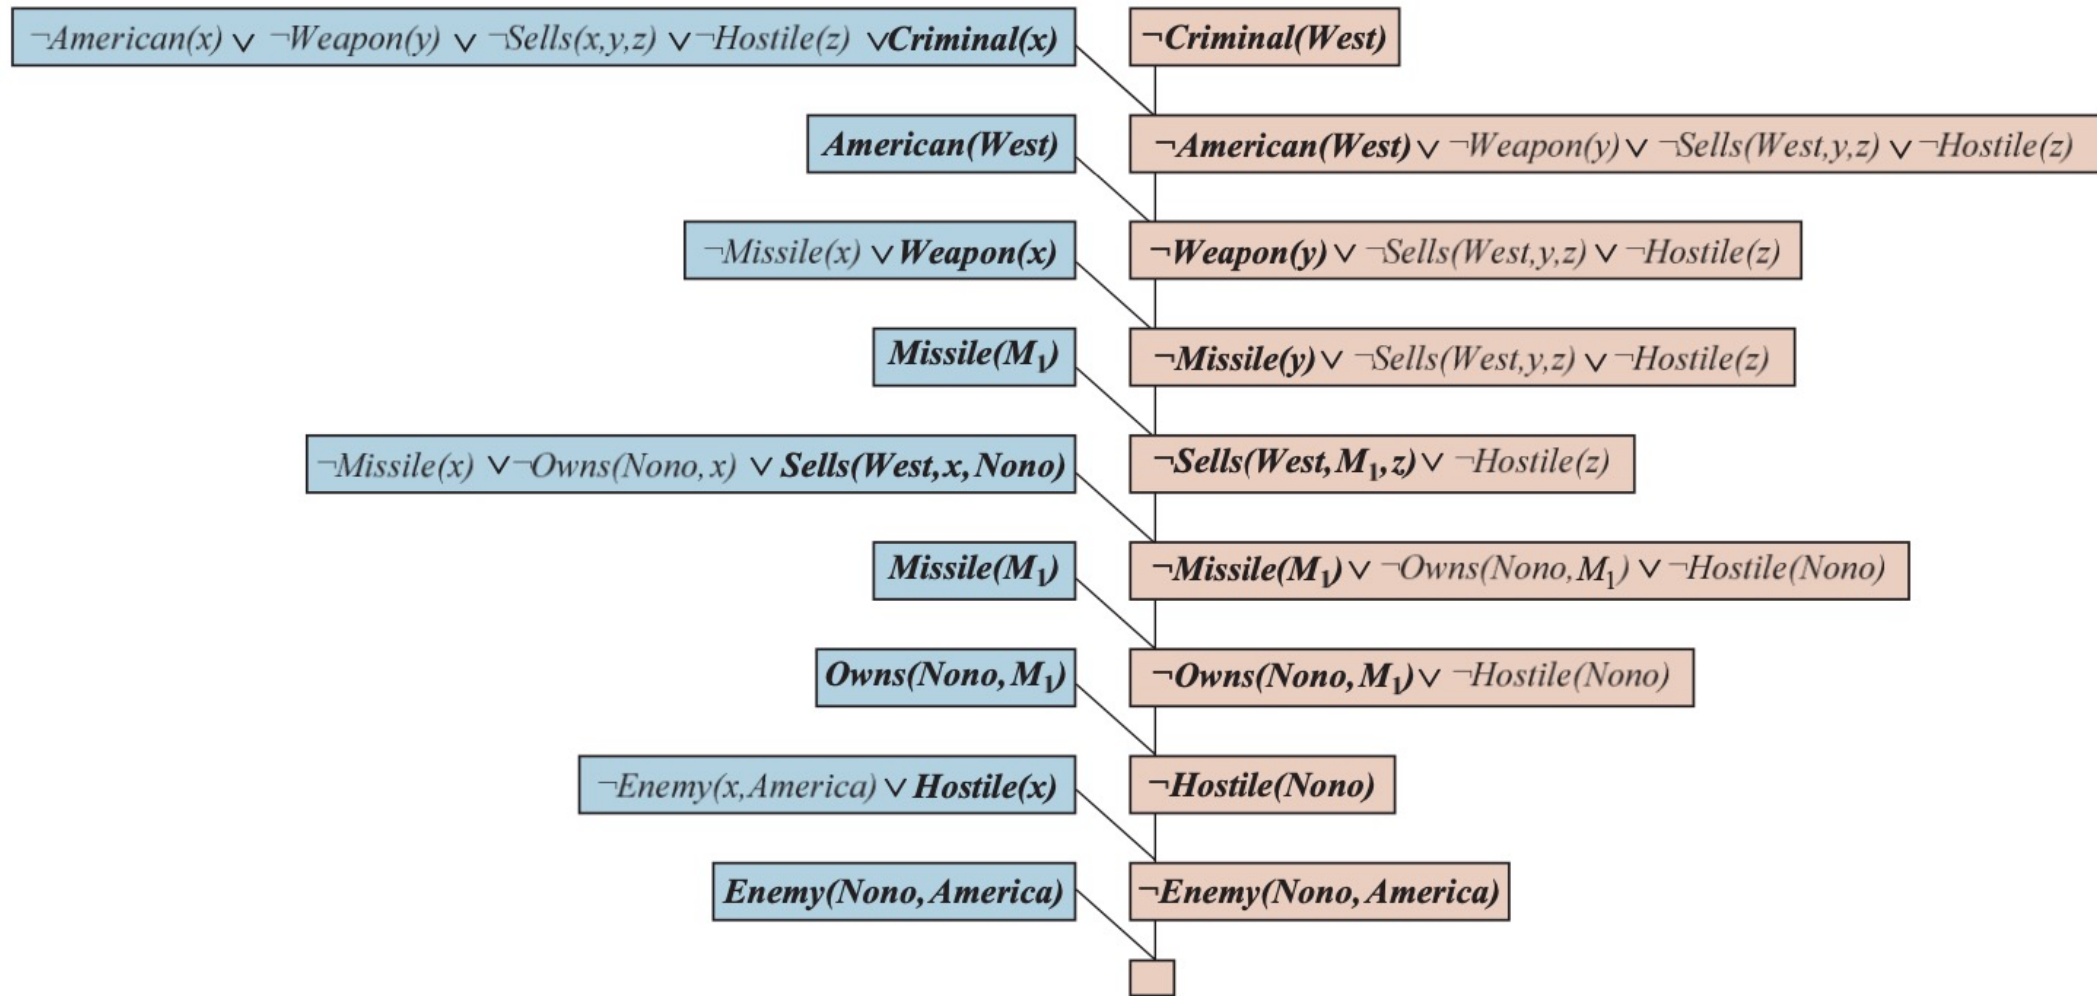 ¬American(x) ∨ ¬Weapon(y) ∨ ¬Sells(x,y,z) ∨ ¬Hostile(z) ∨ Criminal(x) ¬Criminal(West)
American(West) ¬American(West) ∨ ¬Weapon(y) ∨ ¬Sells(West,y,z) ∨ ¬Hostile(z)
¬Missile(x) ∨ Weapon(x) ¬Weapon(y) ∨ ¬Sells(West,y,z) ∨ ¬Hostile(z)
Missile(M₁) ¬Missile(y) ∨ ¬Sells(West,y,z) ∨ ¬Hostile(z)
¬Missile(x) ∨ ¬Owns(Nono,x) ∨ Sells(West,x,Nono) ¬Sells(West,M₁,z) ∨ ¬Hostile(z)
Missile(M₁) ¬Missile(M₁) ∨ ¬Owns(Nono,M₁) ∨ ¬Hostile(Nono)
Owns(Nono,M₁) ¬Owns(Nono,M₁) ∨ ¬Hostile(Nono)
¬Enemy(x,America) ∨ Hostile(x) ¬Hostile(Nono)
Enemy(Nono,America) ¬Enemy(Nono,America)